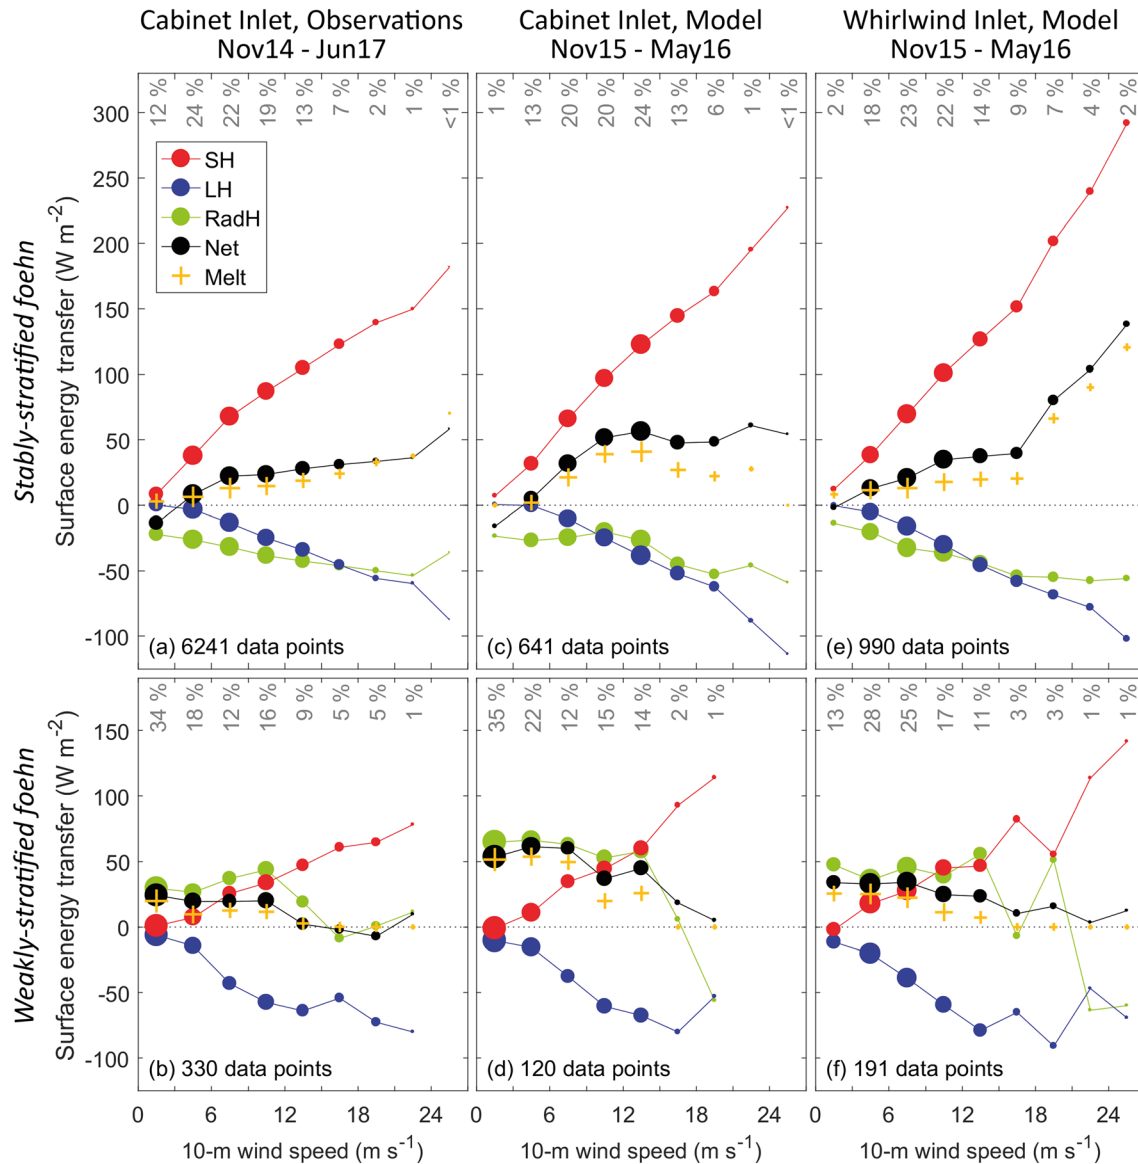 Cabinet Inlet, Observations
Nov14 - Jun17
Cabinet Inlet, Model
Nov15 - May16
Whirlwind Inlet, Model
Nov15 - May16
Stably-stratified foehn
Surface energy transfer (W m⁻²)
300
250
200
150
100
50
0
-50
-100
12 %
24 %
22 %
19 %
13 %
7 %
2 %
1 %
<1 %
SH
LH
RadH
Net
Melt
(a) 6241 data points
1 %
13 %
20 %
20 %
24 %
13 %
6 %
1 %
<1 %
(c) 641 data points
2 %
18 %
23 %
22 %
14 %
9 %
7 %
4 %
2 %
(e) 990 data points
Weakly-stratified foehn
Surface energy transfer (W m⁻²)
150
100
50
0
-50
-100
34 %
18 %
12 %
16 %
9 %
5 %
5 %
1 %
(b) 330 data points
35 %
22 %
12 %
15 %
14 %
2 %
1 %
(d) 120 data points
13 %
28 %
25 %
17 %
11 %
3 %
3 %
1 %
1 %
(f) 191 data points
0 6 12 18 24
0 6 12 18 24
0 6 12 18 24
10-m wind speed (m s⁻¹)
10-m wind speed (m s⁻¹)
10-m wind speed (m s⁻¹)